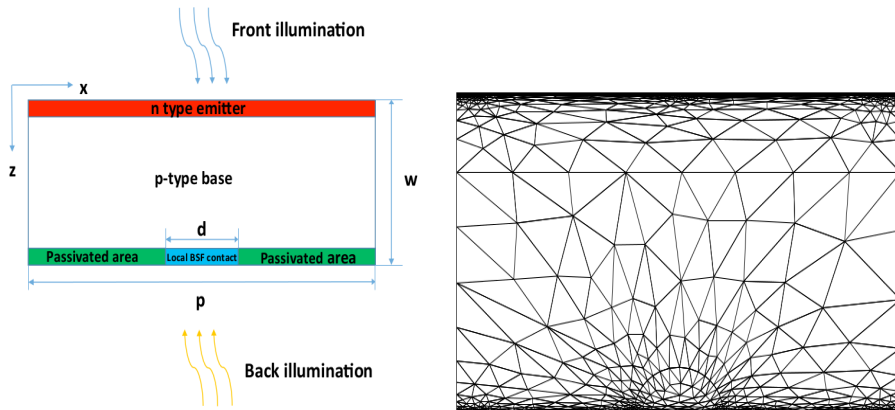 Front illumination
x
n type emitter
z
p-type base
w
d
Passivated area
Local BSF contact
Passivated area
p
Back illumination